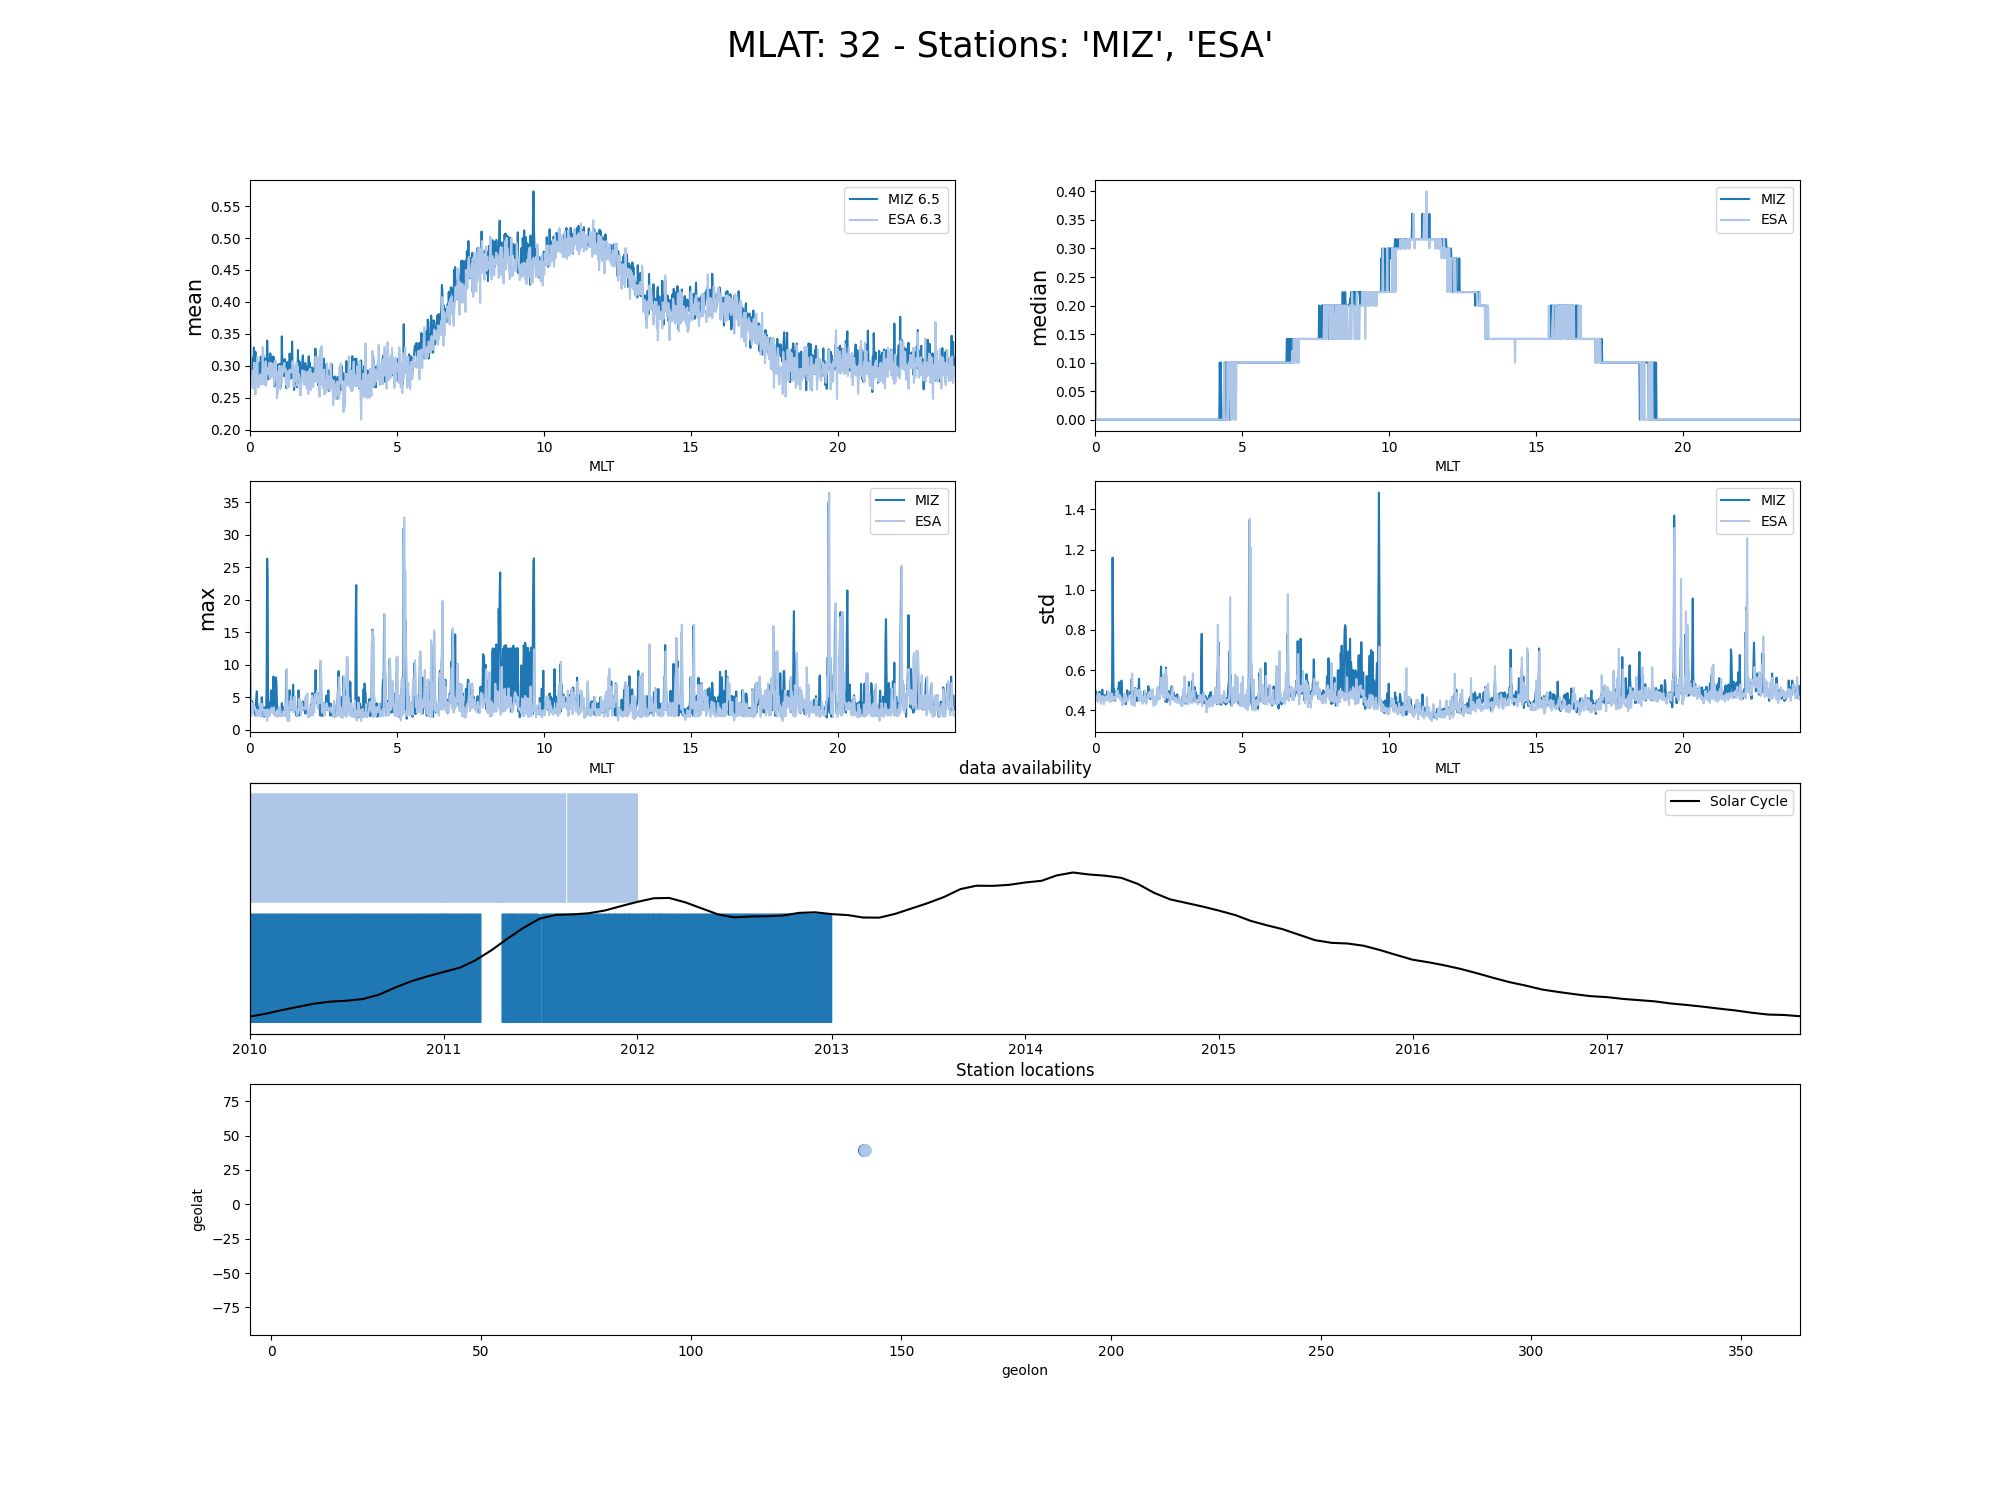 MLAT: 32 - Stations: 'MIZ', 'ESA'
mean
0.55
0.50
0.45
0.40
0.35
0.30
0.25
0.20
MIZ 6.5
ESA 6.3
0 5 10 15 20
MLT
median
0.40
0.35
0.30
0.25
0.20
0.15
0.10
0.05
0.00
MIZ
ESA
0 5 10 15 20
MLT
max
35
30
25
20
15
10
5
0
MIZ
ESA
0 5 10 15 20
MLT
std
1.4
1.2
1.0
0.8
0.6
0.4
MIZ
ESA
0 5 10 15 20
MLT
data availability
Solar Cycle
2010 2011 2012 2013 2014 2015 2016 2017
Station locations
geolat
75
50
25
0
−25
−50
−75
0 50 100 150 200 250 300 350
geolon